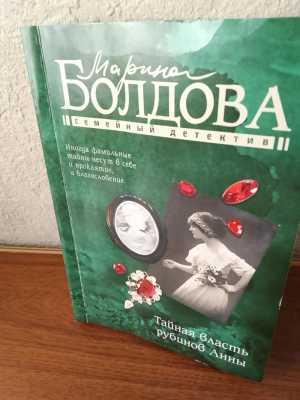 Марина
БОЛДОВА
семейный детектив
Иногда фамильные
тайны несут в себе
и проклятие,
и благословение
Тайная власть
рубинов Анны